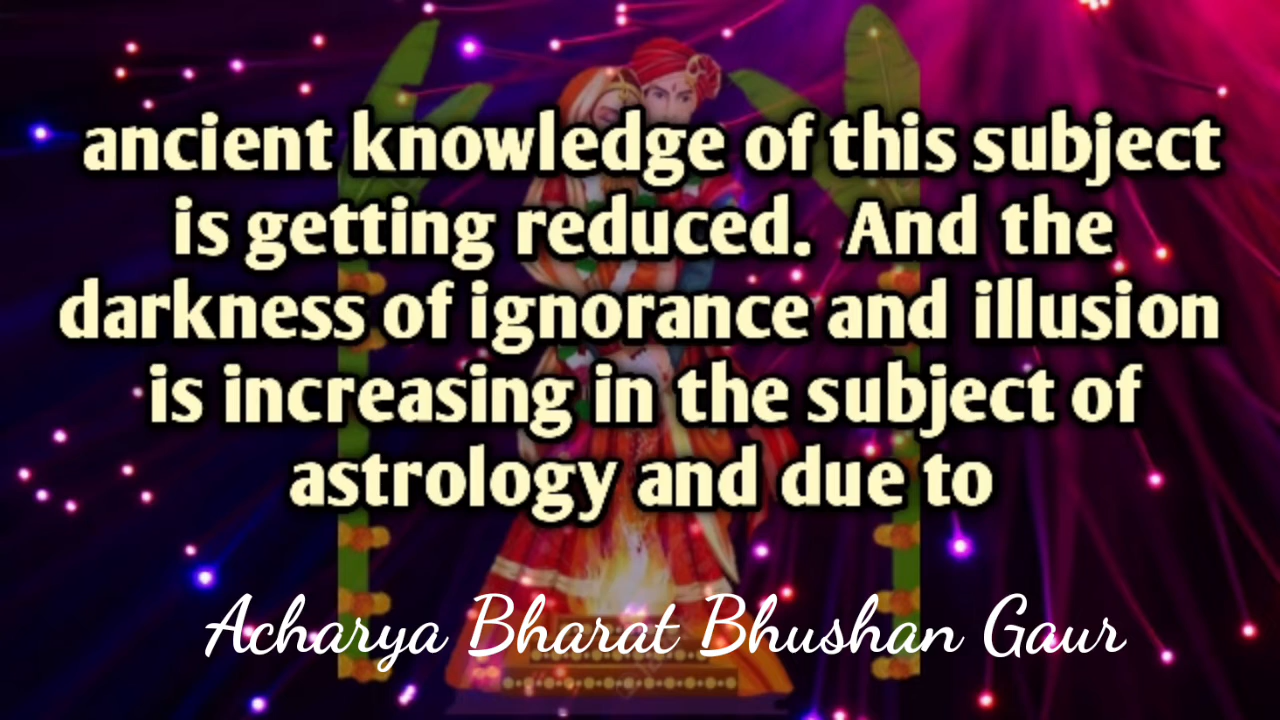 ancient knowledge of this subject
is getting reduced. And the
darkness of ignorance and illusion
is increasing in the subject of
astrology and due to
Acharya Bharat Bhushan Gaur